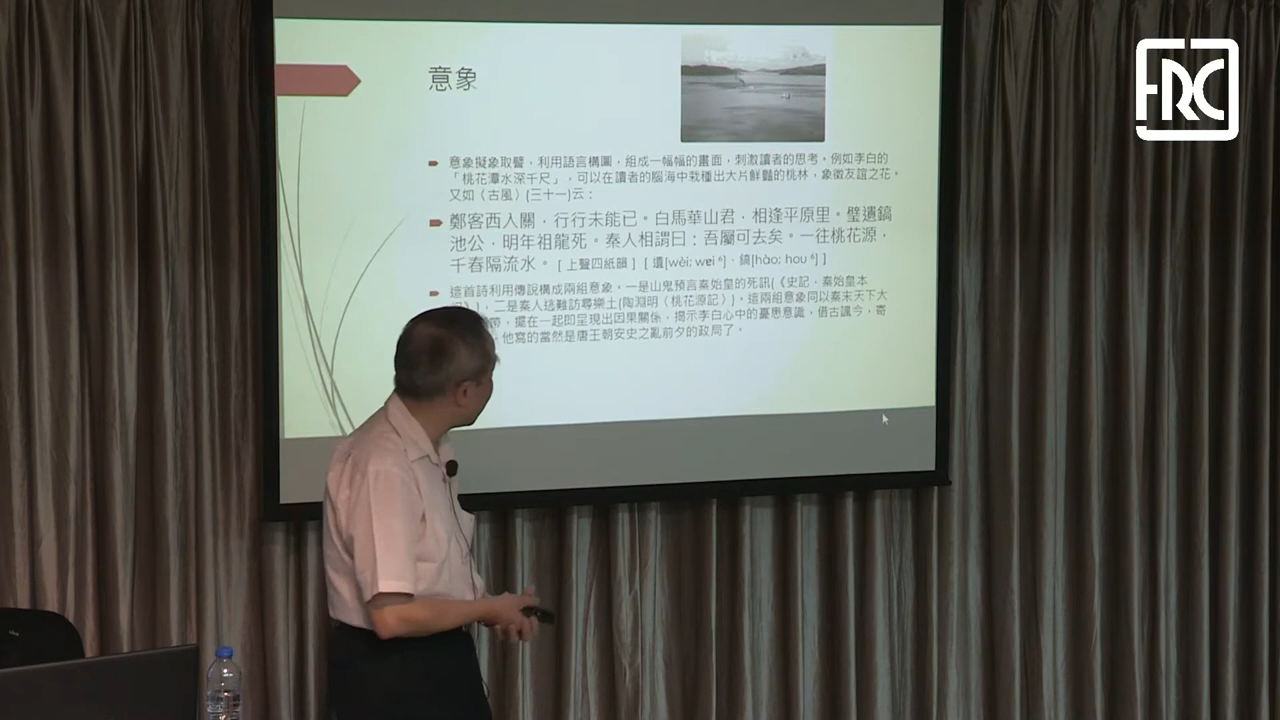 意象
意象擬象取譬，利用語言構圖，組成一幅幅的畫面，刺激讀者的思考。例如李白的
「桃花潭水深千尺」，可以在讀者的腦海中栽種出大片鮮豔的桃林，象徵友誼之花。
又如〈古風〉(三十一)云：
鄭客西入關，行行未能已。白馬華山君，相逢平原里。璧遺鎬
池公，明年祖龍死。秦人相謂曰：吾屬可去矣。一往桃花源，
千春隔流水。 [ 上聲四紙韻 ] [ 遺[wèi; wɐi ⁶]、鎬[hào; hou ⁶] ]
這首詩利用傳說構成兩組意象，一是山鬼預言秦始皇的死訊(《史記．秦始皇本
，二是秦人逃難訪尋樂土(陶淵明〈桃花源記〉)。這兩組意象同以秦末天下大
，擺在一起即呈現出因果關係，揭示李白心中的憂患意識，借古諷今，寄
。他寫的當然是唐王朝安史之亂前夕的政局了。
FRC